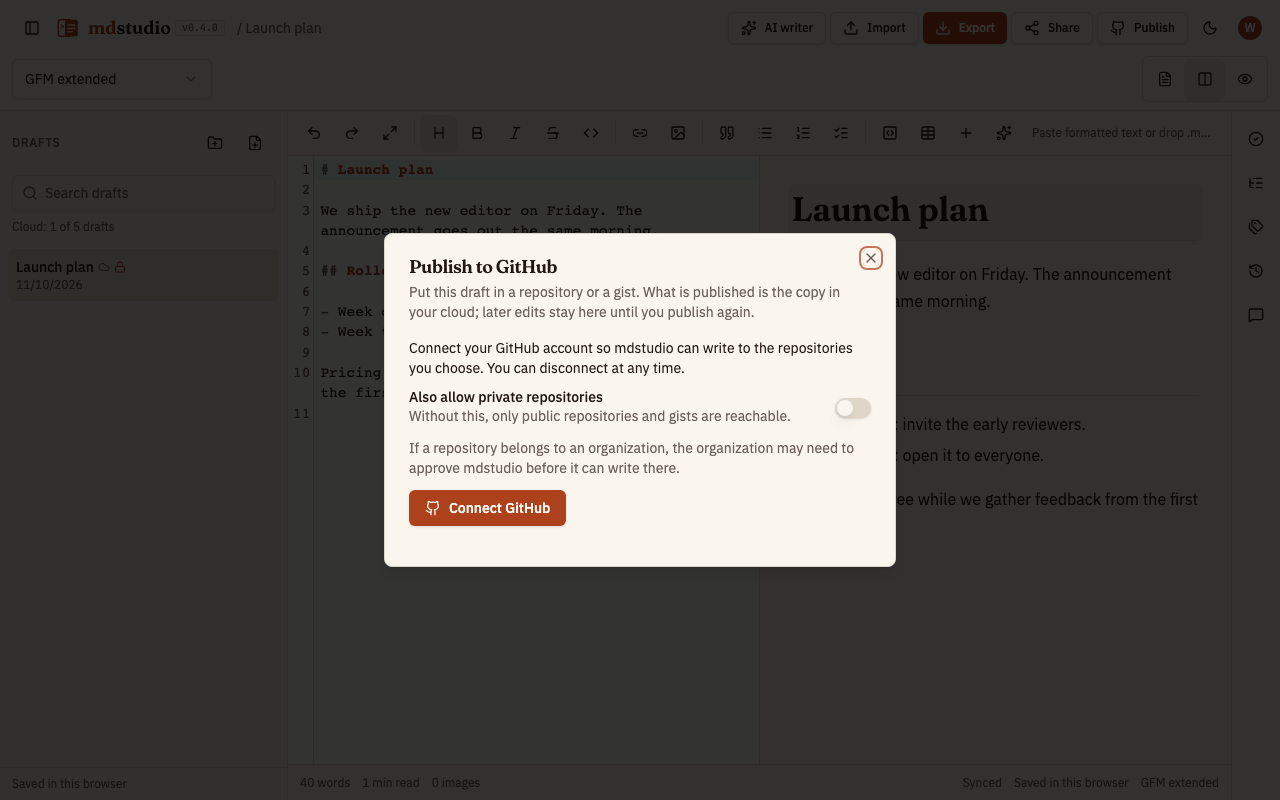 mdstudio v0.4.0 / Launch plan
AI writer
Import
Export
Share
Publish
W
GFM extended
DRAFTS
Search drafts
Cloud: 1 of 5 drafts
Launch plan
11/10/2026
Saved in this browser
H B I S
Paste formatted text or drop .m...
1 # Launch plan
2
3 We ship the new editor on Friday. The
announcement goes out the same morning.
4
5 ## Roll
6
7 - Week
8 - Week
9
10 Pricing
the firs
11
Launch plan
w editor on Friday. The announcement
ame morning.
: invite the early reviewers.
: open it to everyone.
ee while we gather feedback from the first
Publish to GitHub
Put this draft in a repository or a gist. What is published is the copy in
your cloud; later edits stay here until you publish again.
Connect your GitHub account so mdstudio can write to the repositories
you choose. You can disconnect at any time.
Also allow private repositories
Without this, only public repositories and gists are reachable.
If a repository belongs to an organization, the organization may need to
approve mdstudio before it can write there.
Connect GitHub
40 words 1 min read 0 images
Synced Saved in this browser GFM extended